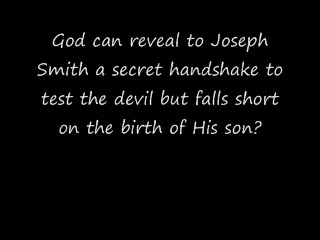 God can reveal to Joseph
Smith a secret handshake to
test the devil but falls short
on the birth of His son?